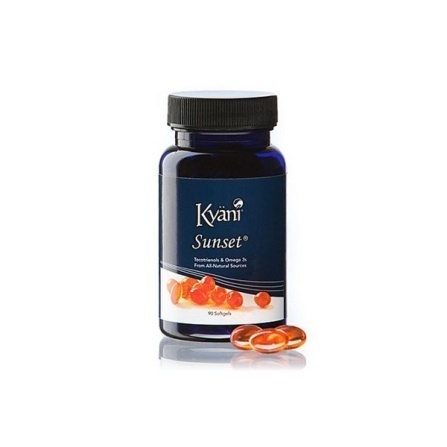 Kyäni
Sunset®
Tocotrienols & Omega 3s
From All-Natural Sources
90 Softgels